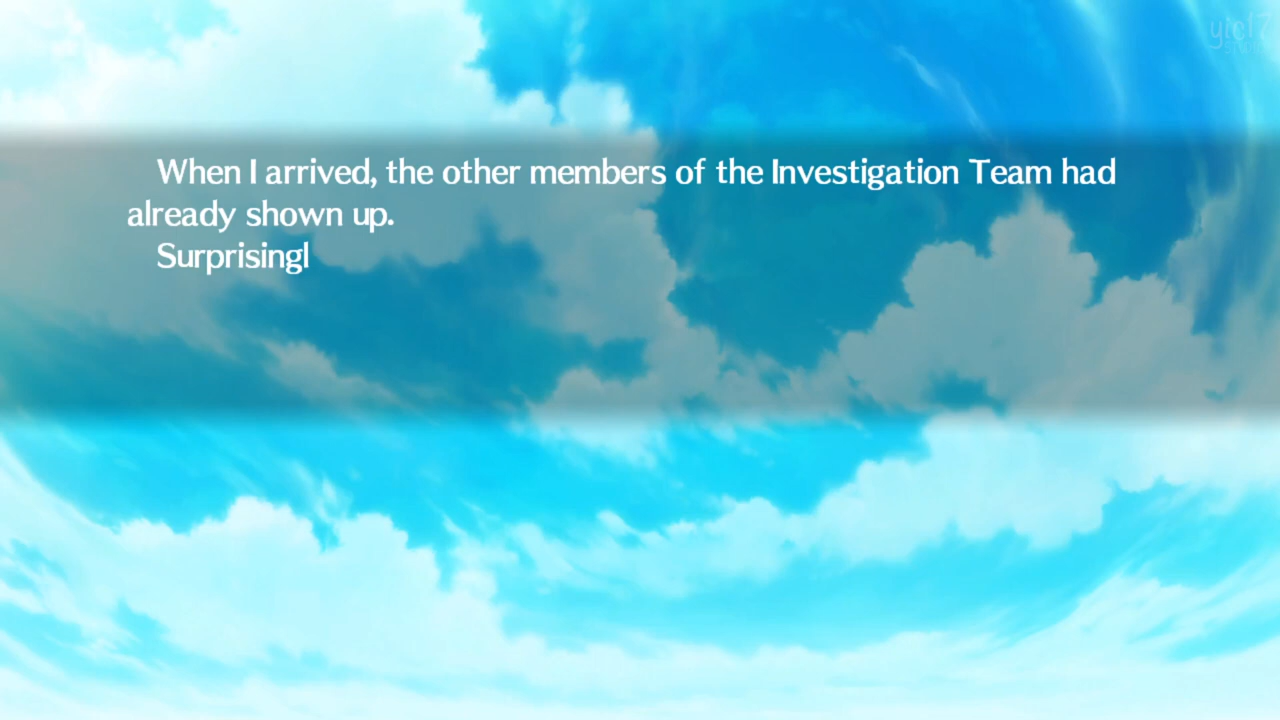 When I arrived, the other members of the Investigation Team had
already shown up.
Surprisingl